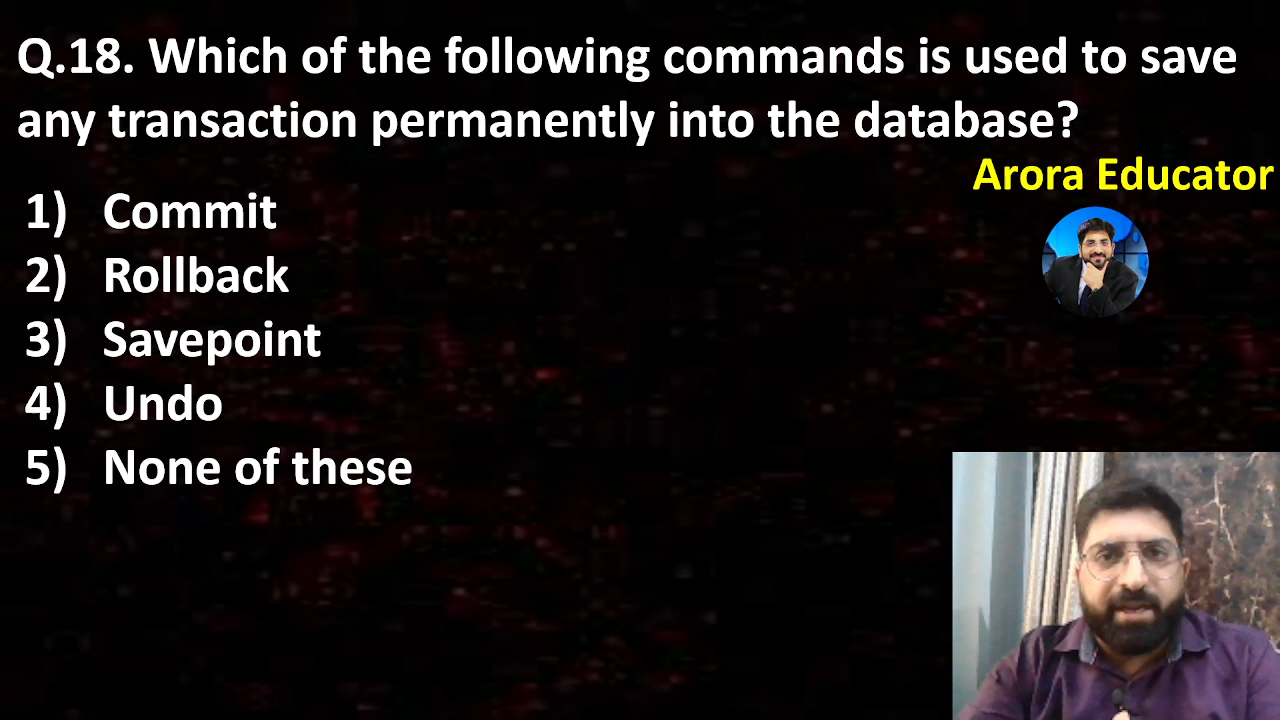 Q.18. Which of the following commands is used to save
any transaction permanently into the database?
Arora Educator
1) Commit
2) Rollback
3) Savepoint
4) Undo
5) None of these